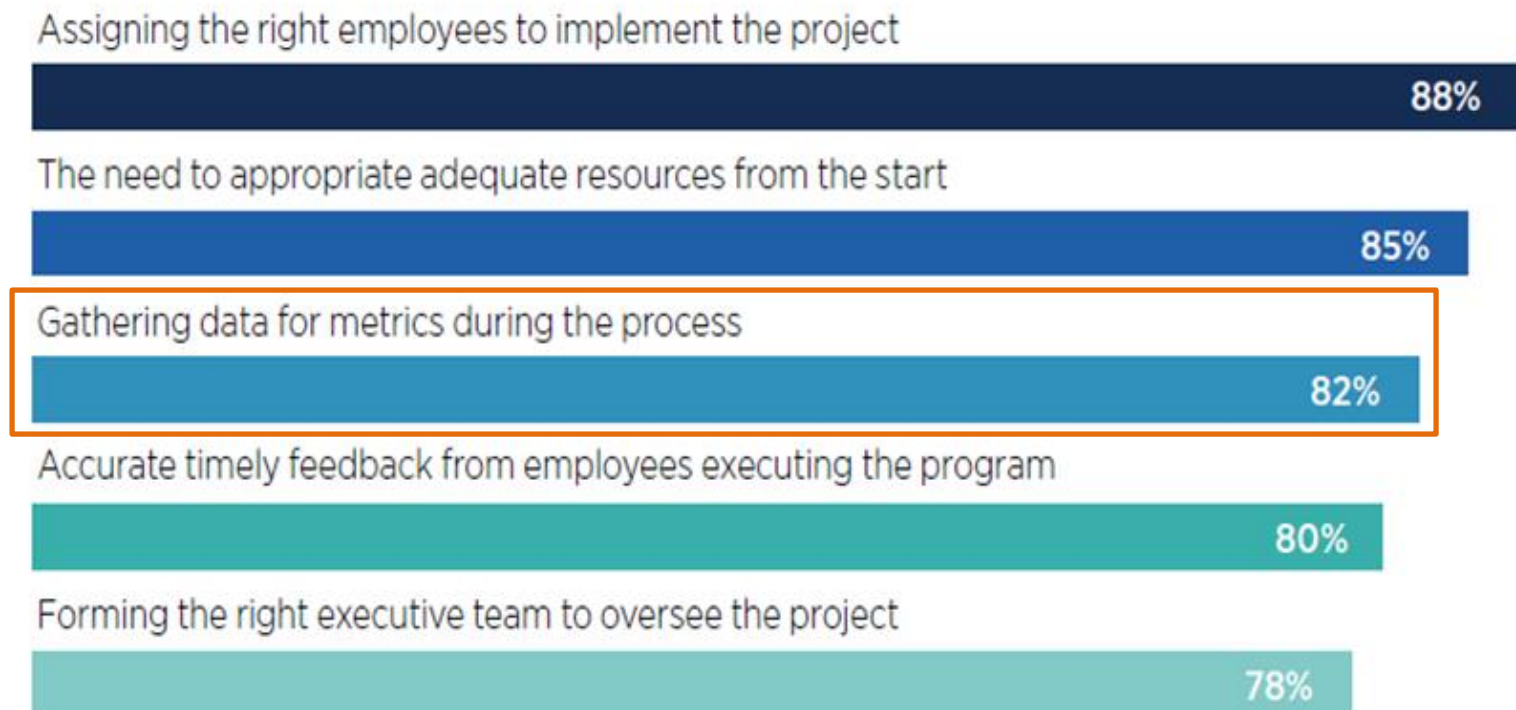 Assigning the right employees to implement the project
88%
The need to appropriate adequate resources from the start
85%
Gathering data for metrics during the process
82%
Accurate timely feedback from employees executing the program
80%
Forming the right executive team to oversee the project
78%